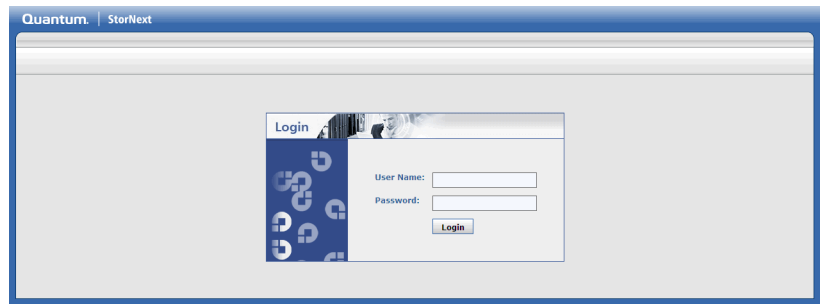 Quantum. | StorNext
Login
User Name:
Password:
Login